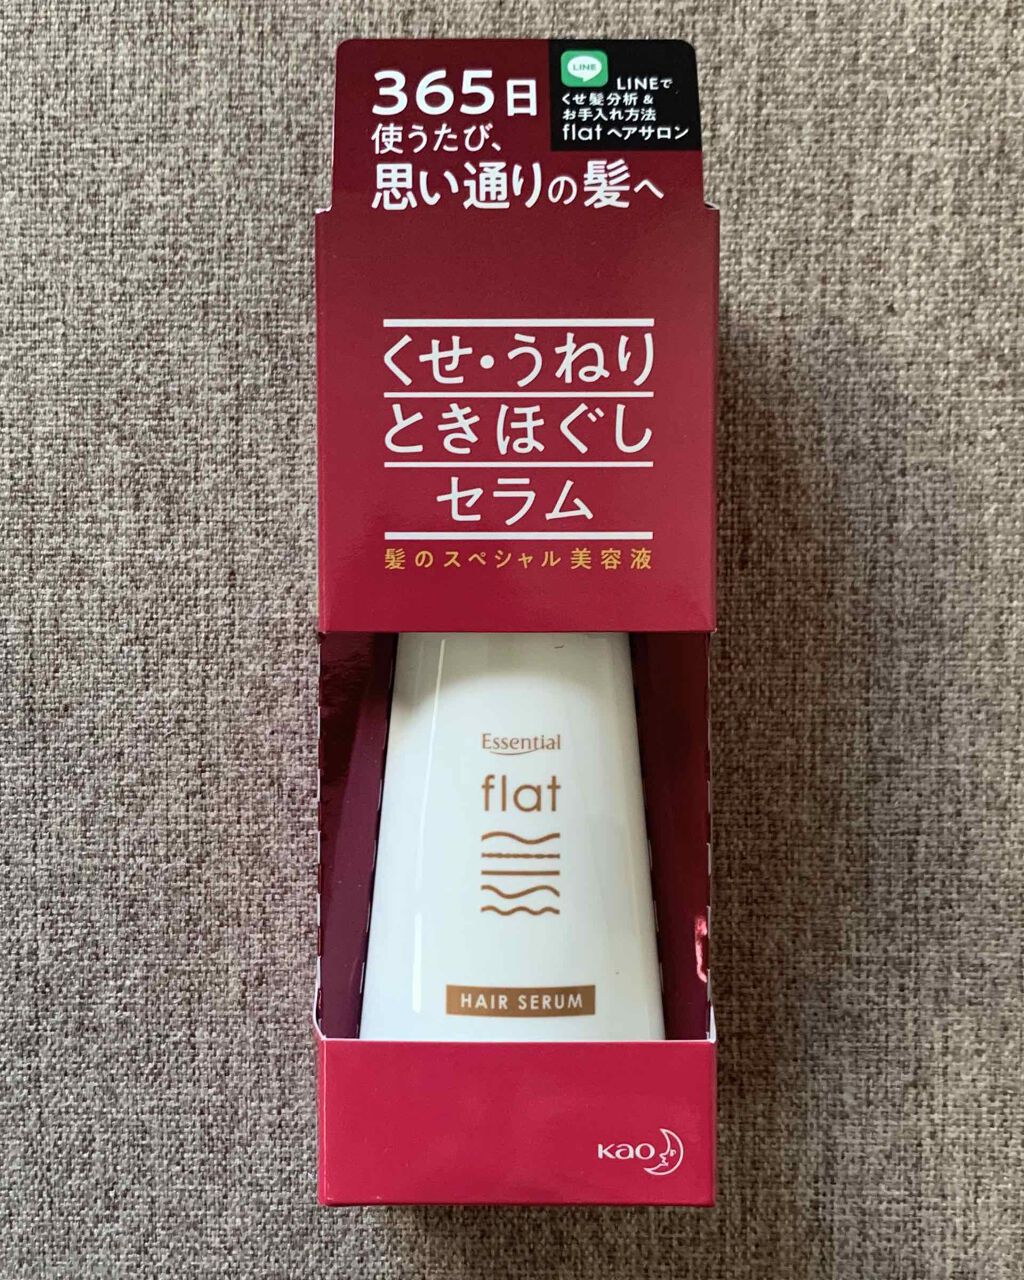 365日
使うたび、
思い通りの髪へ
LINE
LINEで
くせ髪分析&
お手入れ方法
flatヘアサロン
くせ・うねり
ときほぐし
セラム
髪のスペシャル美容液
Essential
flat
HAIR SERUM
Kao